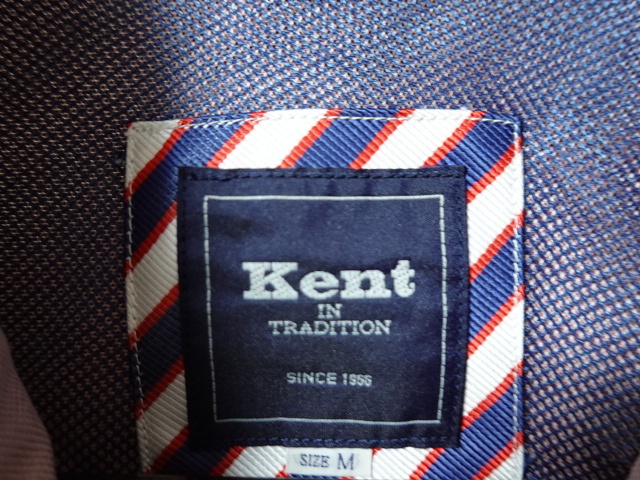 Kent
IN
TRADITION
SINCE 1966
SIZE M